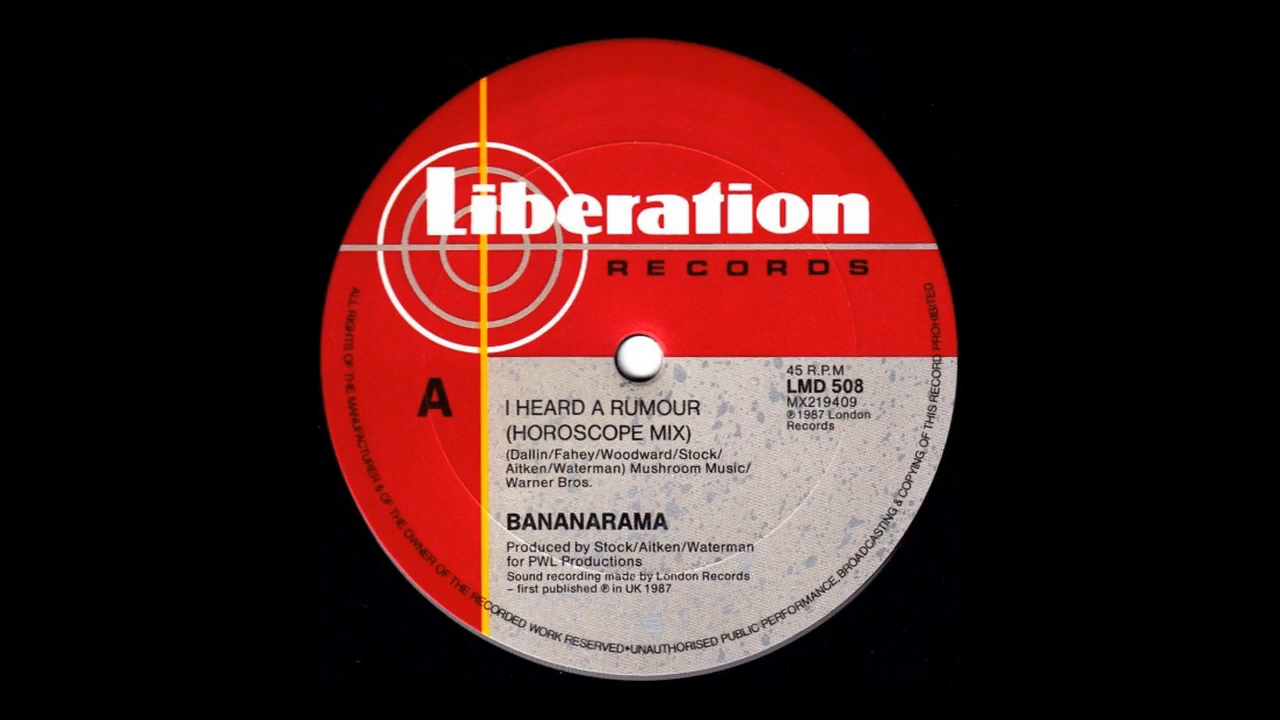 Liberation
RECORDS
A
45 R.P.M
LMD 508
MX219409
℗ 1987 London
Records
I HEARD A RUMOUR
(HOROSCOPE MIX)
(Dallin/Fahey/Woodward/Stock/
Aitken/Waterman) Mushroom Music/
Warner Bros.
BANANARAMA
Produced by Stock/Aitken/Waterman
for PWL Productions
Sound recording made by London Records
– first published ℗ in UK 1987
ALL RIGHTS OF THE MANUFACTURER & OF THE OWNER OF THE RECORDED WORK RESERVED•UNAUTHORISED PUBLIC PERFORMANCE, BROADCASTING & COPYING OF THIS RECORD PROHIBITED